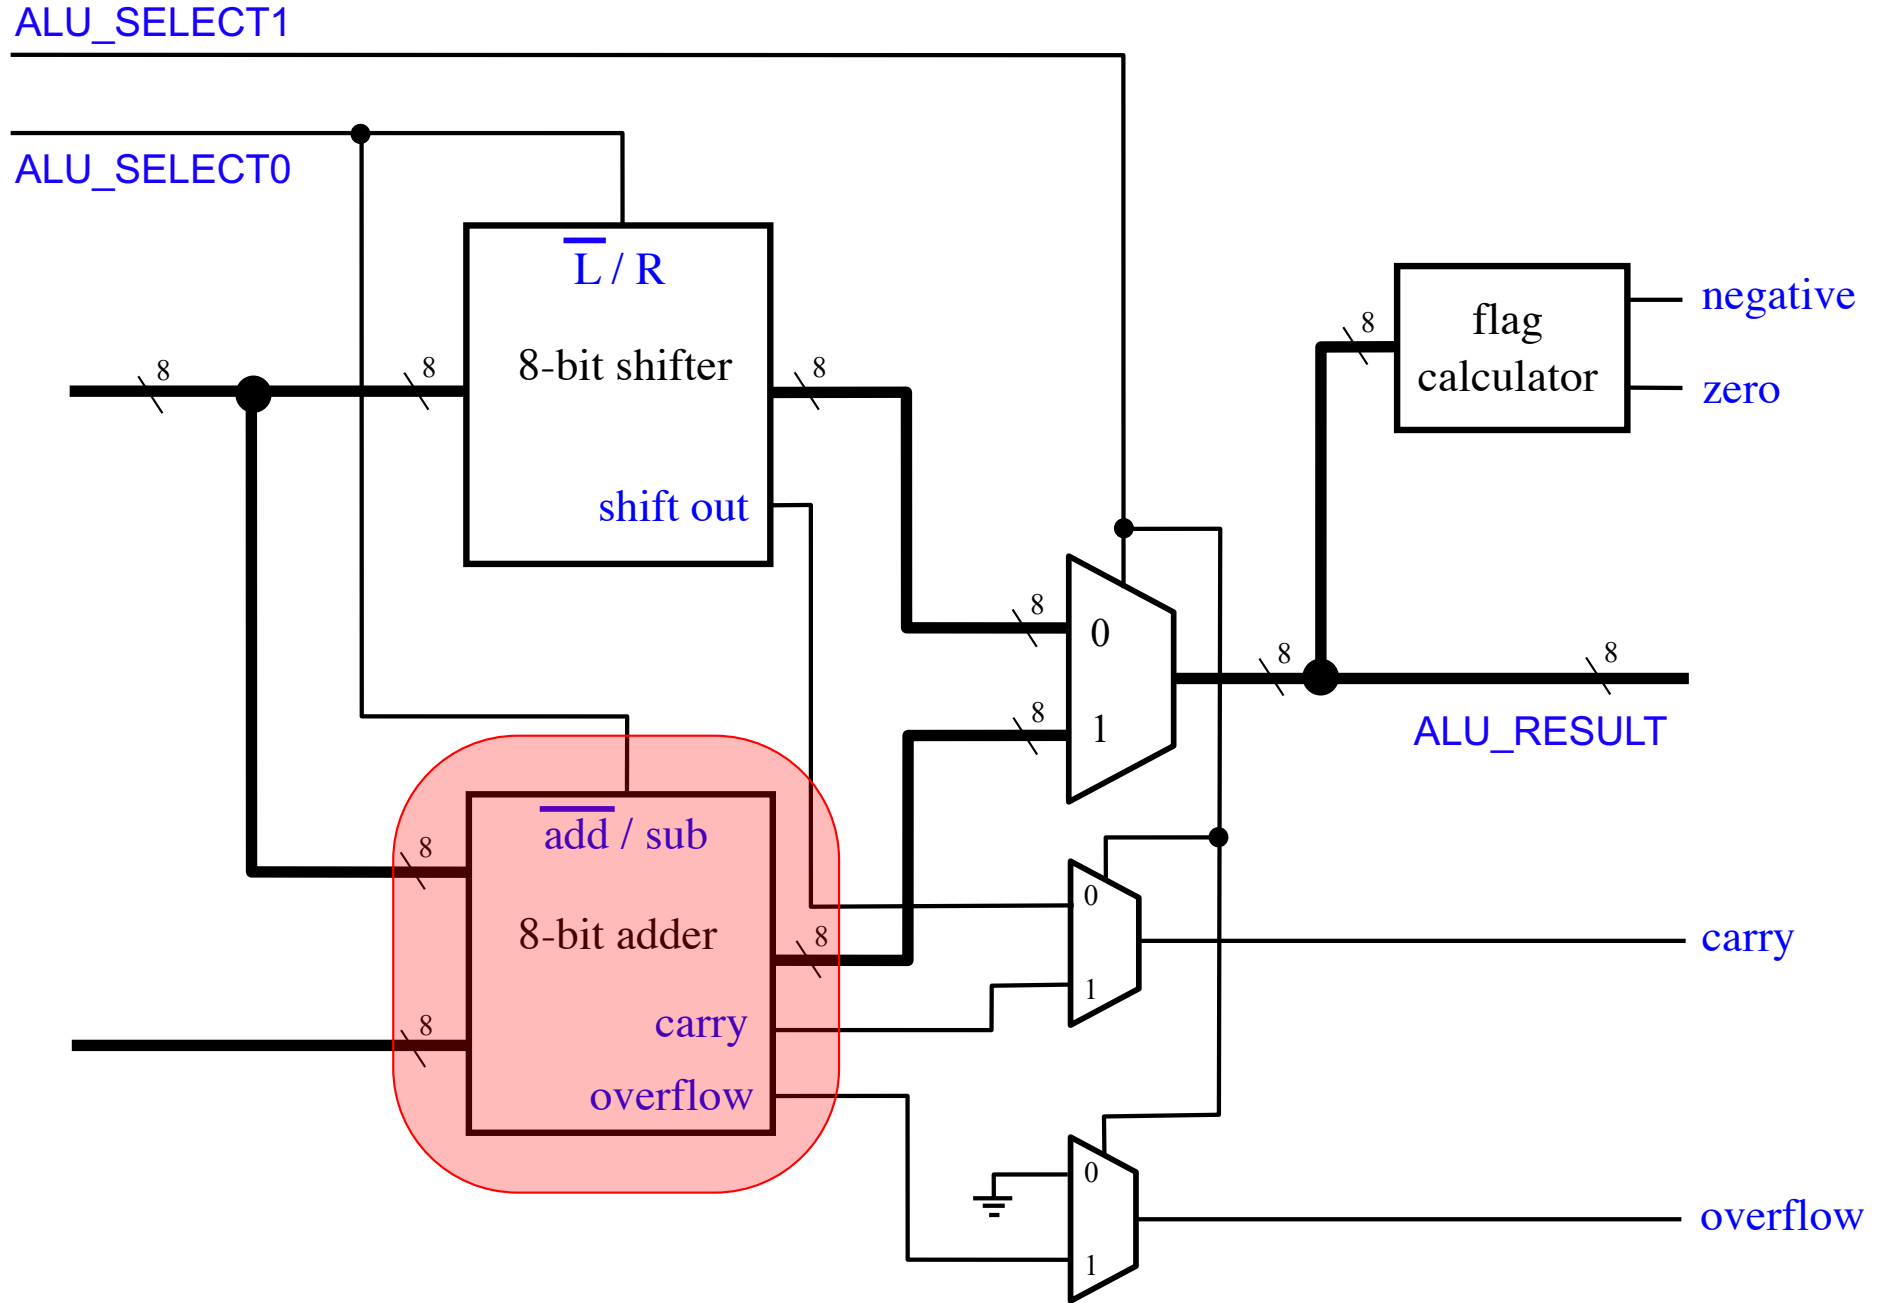 ALU_SELECT1
ALU_SELECT0
L / R
8-bit shifter
shift out
8
8
8
8
flag
calculator
negative
zero
8
0
8
1
8
8
ALU_RESULT
add / sub
8-bit adder
carry
overflow
8
8
8
0
1
carry
0
1
overflow